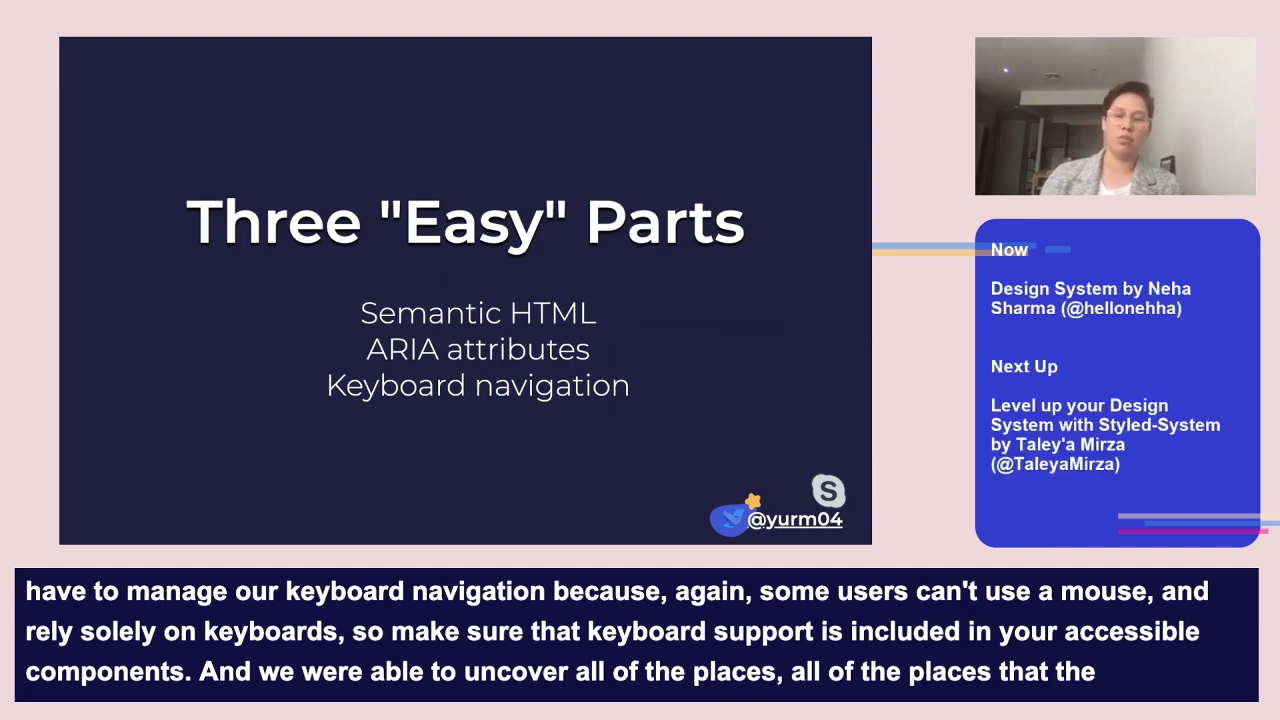 Three "Easy" Parts
Semantic HTML
ARIA attributes
Keyboard navigation
S
@yurm04
Now
Design System by Neha
Sharma (@hellonehha)
Next Up
Level up your Design
System with Styled-System
by Taley'a Mirza
(@TaleyaMirza)
have to manage our keyboard navigation because, again, some users can't use a mouse, and
rely solely on keyboards, so make sure that keyboard support is included in your accessible
components. And we were able to uncover all of the places, all of the places that the